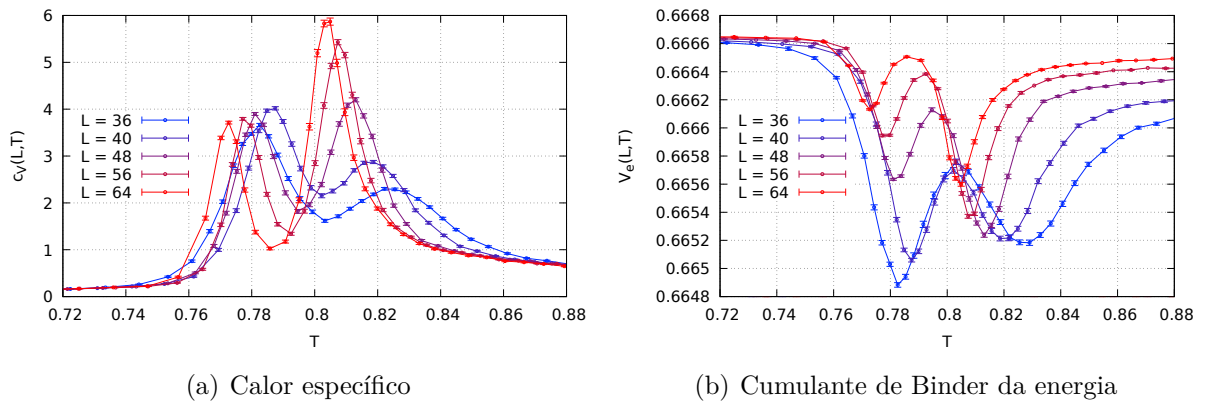 6
5
4
3
2
1
0
c_v(L,T)
L = 36
L = 40
L = 48
L = 56
L = 64
0.72 0.74 0.76 0.78 0.8 0.82 0.84 0.86 0.88
T
(a) Calor específico
0.6668
0.6666
0.6664
0.6662
0.666
0.6658
0.6656
0.6654
0.6652
0.665
0.6648
V_e(L,T)
L = 36
L = 40
L = 48
L = 56
L = 64
0.72 0.74 0.76 0.78 0.8 0.82 0.84 0.86 0.88
T
(b) Cumulante de Binder da energia